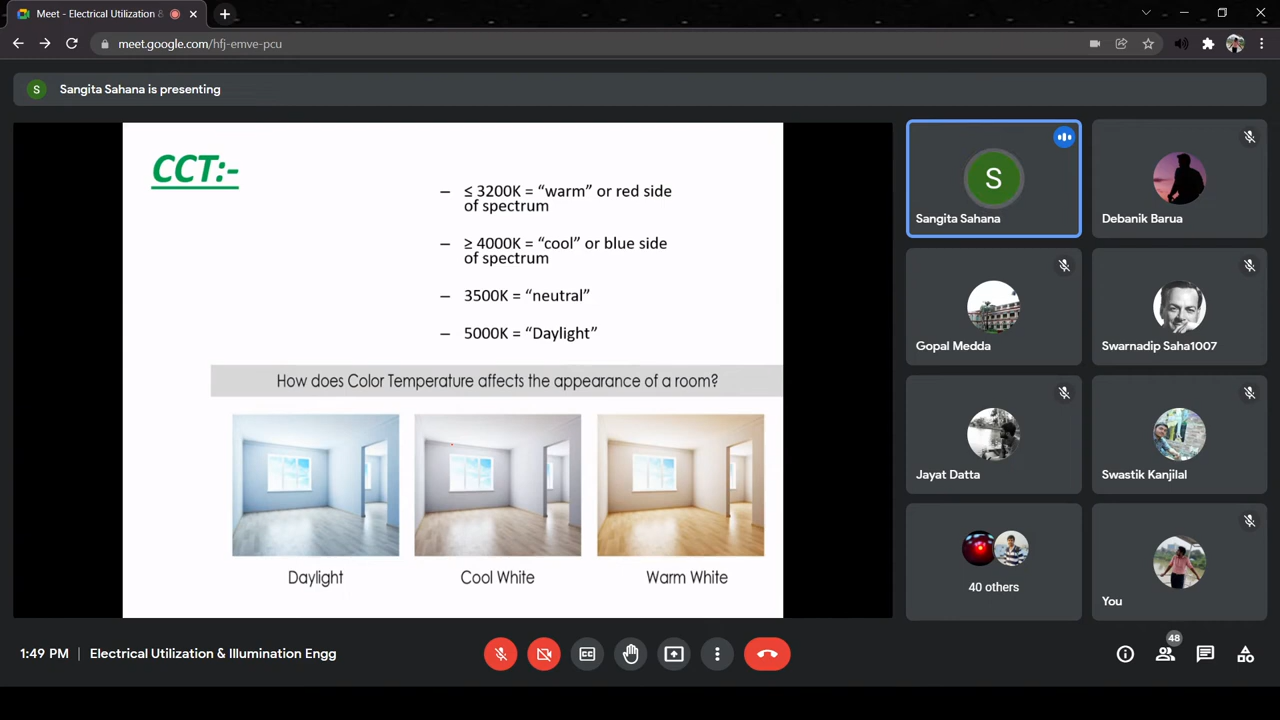 Meet - Electrical Utilization &
meet.google.com/hfj-emve-pcu
S
Sangita Sahana is presenting
CCT:-
– ≤ 3200K = “warm” or red side
of spectrum
– ≥ 4000K = “cool” or blue side
of spectrum
– 3500K = “neutral”
– 5000K = “Daylight”
How does Color Temperature affects the appearance of a room?
Daylight
Cool White
Warm White
S
Sangita Sahana
Debanik Barua
Gopal Medda
Swarnadip Saha1007
Jayat Datta
Swastik Kanjilal
40 others
You
1:49 PM | Electrical Utilization & Illumination Engg
CC
48